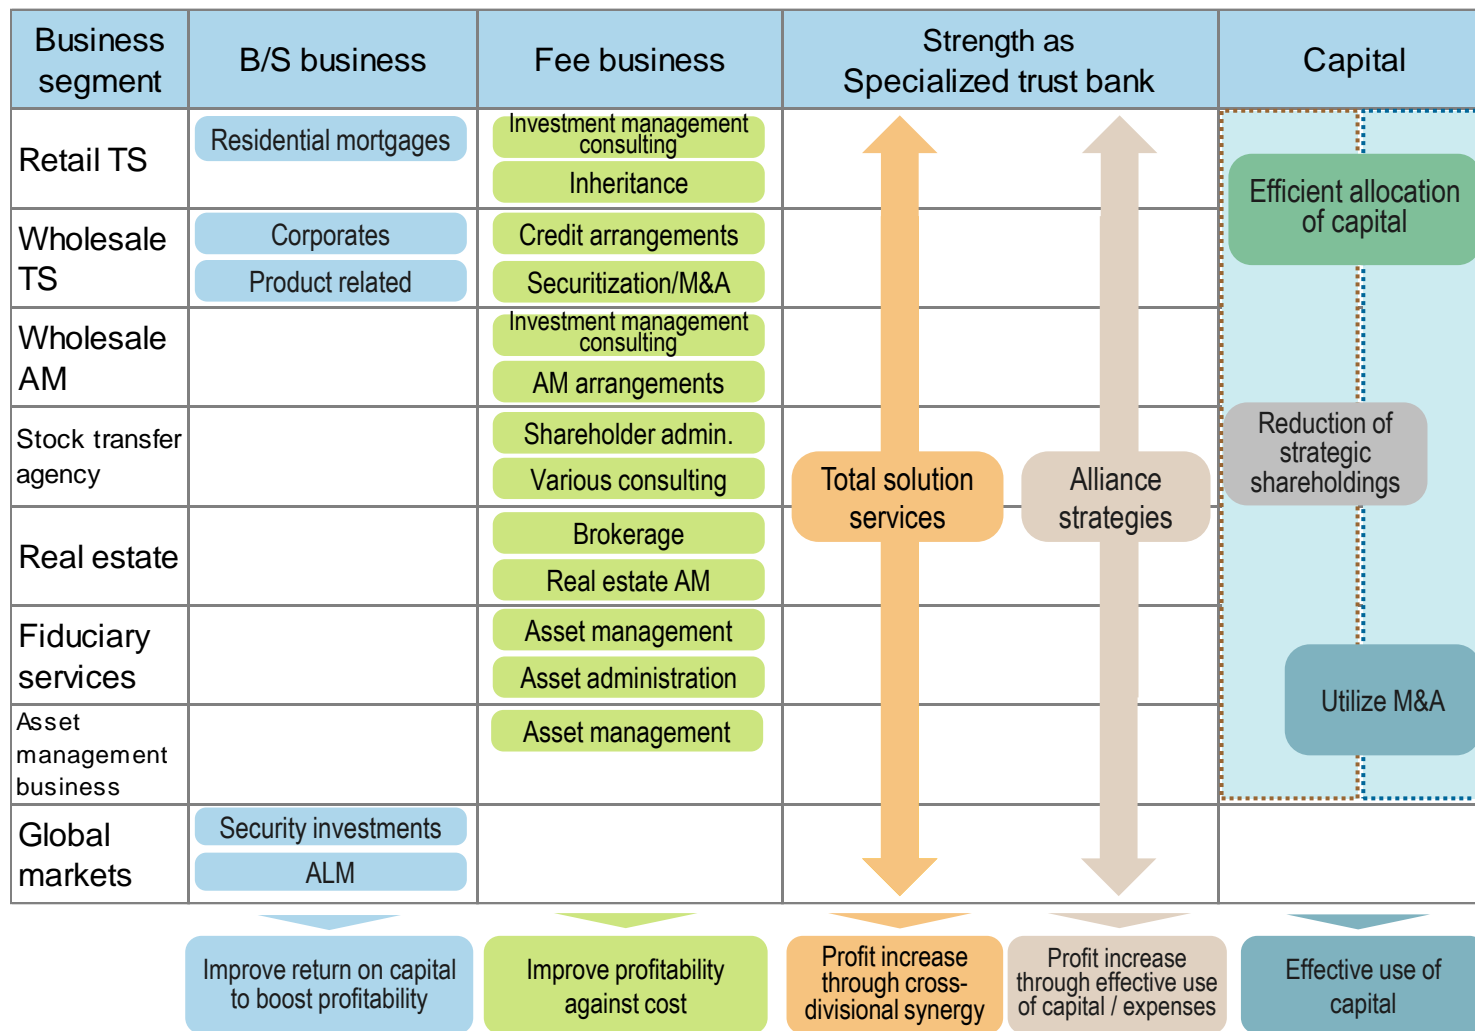 Business
segment
B/S business
Fee business
Strength as
Specialized trust bank
Capital
Retail TS
Residential mortgages
Investment management
consulting
Inheritance
Efficient allocation
of capital
Wholesale
TS
Corporates
Product related
Credit arrangements
Securitization/M&A
Wholesale
AM
Investment management
consulting
AM arrangements
Stock transfer
agency
Shareholder admin.
Various consulting
Total solution
services
Alliance
strategies
Reduction of
strategic
shareholdings
Real estate
Brokerage
Real estate AM
Fiduciary
services
Asset management
Asset administration
Utilize M&A
Asset
management
business
Asset management
Global
markets
Security investments
ALM
Improve return on capital
to boost profitability
Improve profitability
against cost
Profit increase
through cross-
divisional synergy
Profit increase
through effective use
of capital / expenses
Effective use of
capital